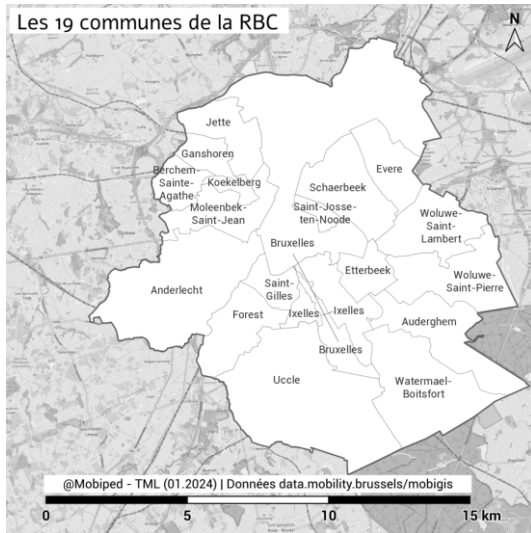 Les 19 communes de la RBC
N
Jette
Ganshoren
Evere
Berchem-
Sainte-
Agathe
Koekelberg
Schaerbeek
Moleenbek-
Saint-Jean
Saint-Josse-
ten-Noode
Woluwe-
Saint-
Lambert
Bruxelles
Etterbeek
Woluwe-
Saint-Pierre
Anderlecht
Saint-
Gilles
Forest
Ixelles
Ixelles
Auderghem
Bruxelles
Uccle
Watermael-
Boitsfort
@Mobiped - TML (01.2024) | Données data.mobility.brussels/mobigis
0 5 10 15 km